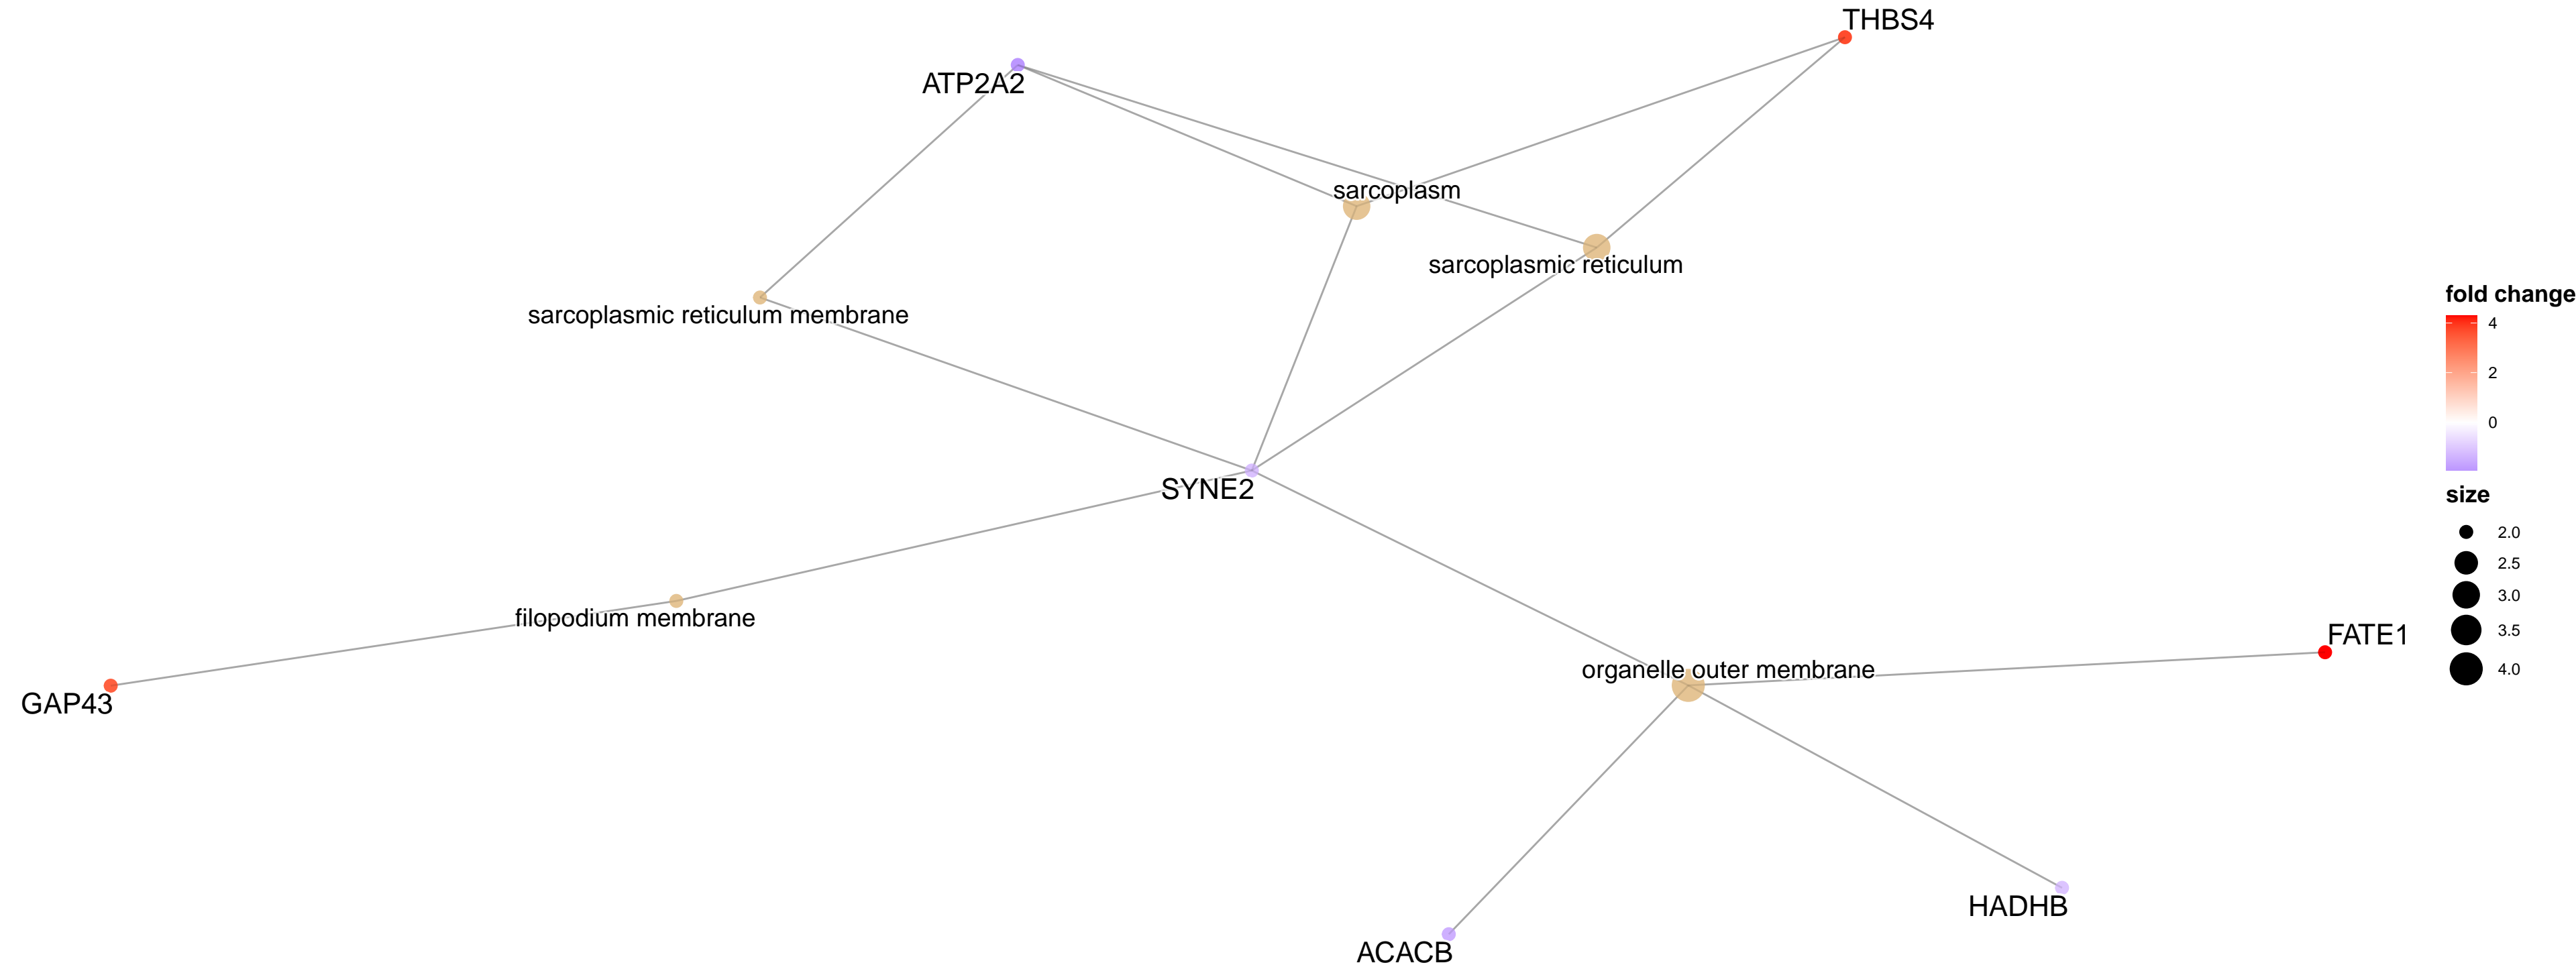 THBS4
ATP2A2
sarcoplasm
sarcoplasmic reticulum
sarcoplasmic reticulum membrane
SYNE2
filopodium membrane
GAP43
organelle outer membrane
FATE1
HADHB
ACACB
fold change
4
2
0
size
2.0
2.5
3.0
3.5
4.0